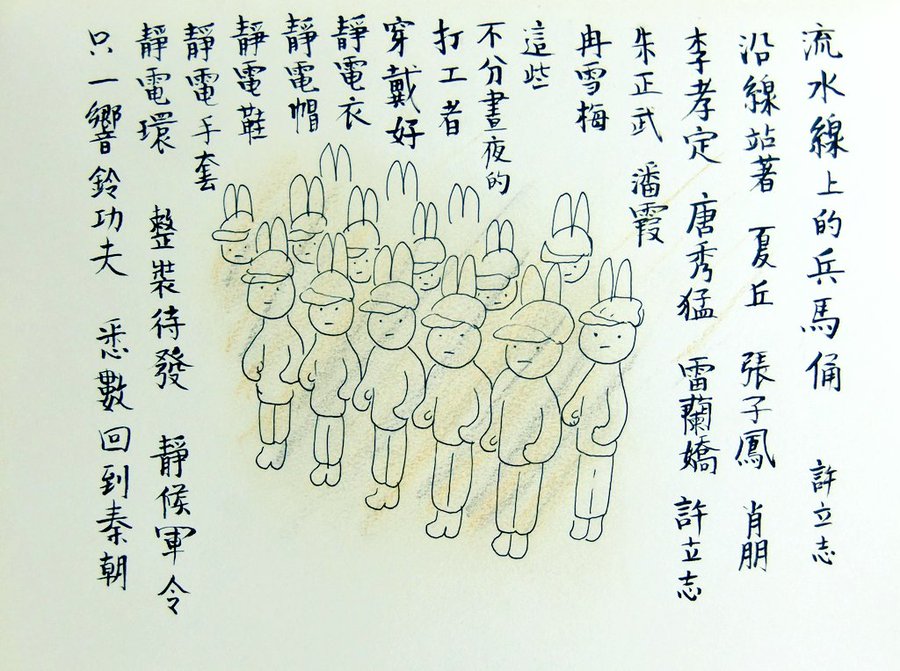 流水線上的兵馬俑 許立志
沿線站著 夏丘 張子鳳 肖朋
李孝定 唐秀猛 雷蘭嬌 許立志
朱正武 潘霞
冉雪梅
這些
不分晝夜的
打工者
穿戴好
靜電衣
靜電帽
靜電鞋
靜電手套
靜電環 整裝待發 靜候軍令
只一響鈴功夫 悉數回到秦朝